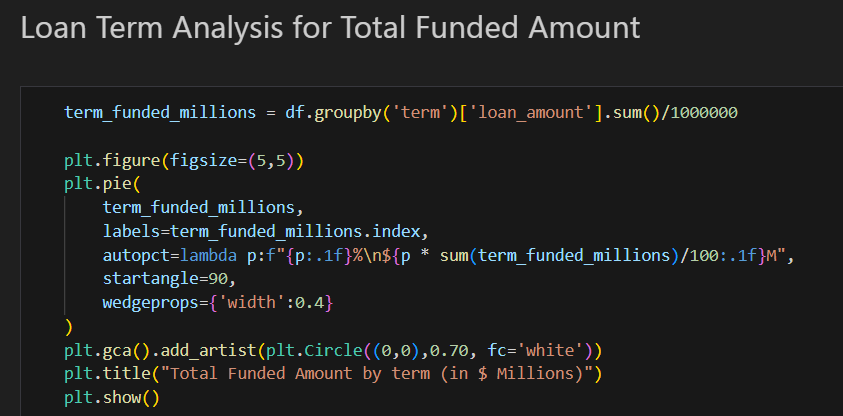 Loan Term Analysis for Total Funded Amount
term_funded_millions = df.groupby('term')['loan_amount'].sum()/1000000
plt.figure(figsize=(5,5))
plt.pie(
    term_funded_millions,
    labels=term_funded_millions.index,
    autopct=lambda p:f"{p:.1f}%\n${p * sum(term_funded_millions)/100:.1f}M",
    startangle=90,
    wedgeprops={'width':0.4}
)
plt.gca().add_artist(plt.Circle((0,0),0.70, fc='white'))
plt.title("Total Funded Amount by term (in $ Millions)")
plt.show()